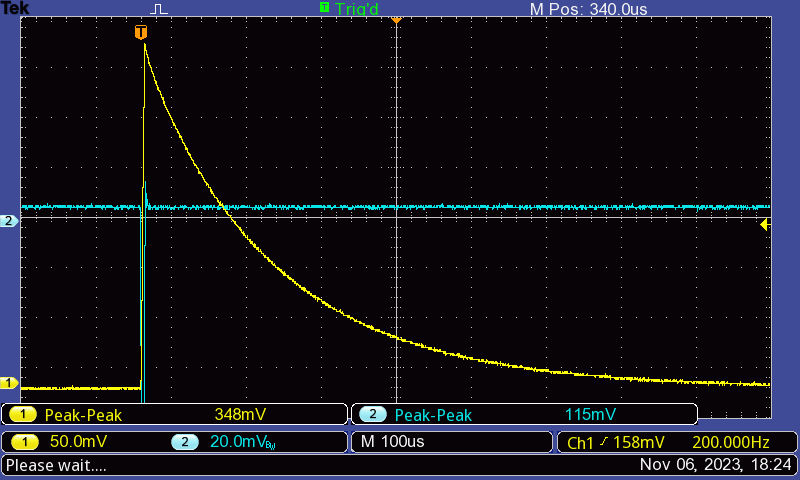 Tek T Trig'd M Pos: 340.0us
T
2
1
1 Peak-Peak 348mV 2 Peak-Peak 115mV
1 50.0mV 2 20.0mVBW M 100us Ch1 158mV 200.000Hz
Please wait.... Nov 06, 2023, 18:24